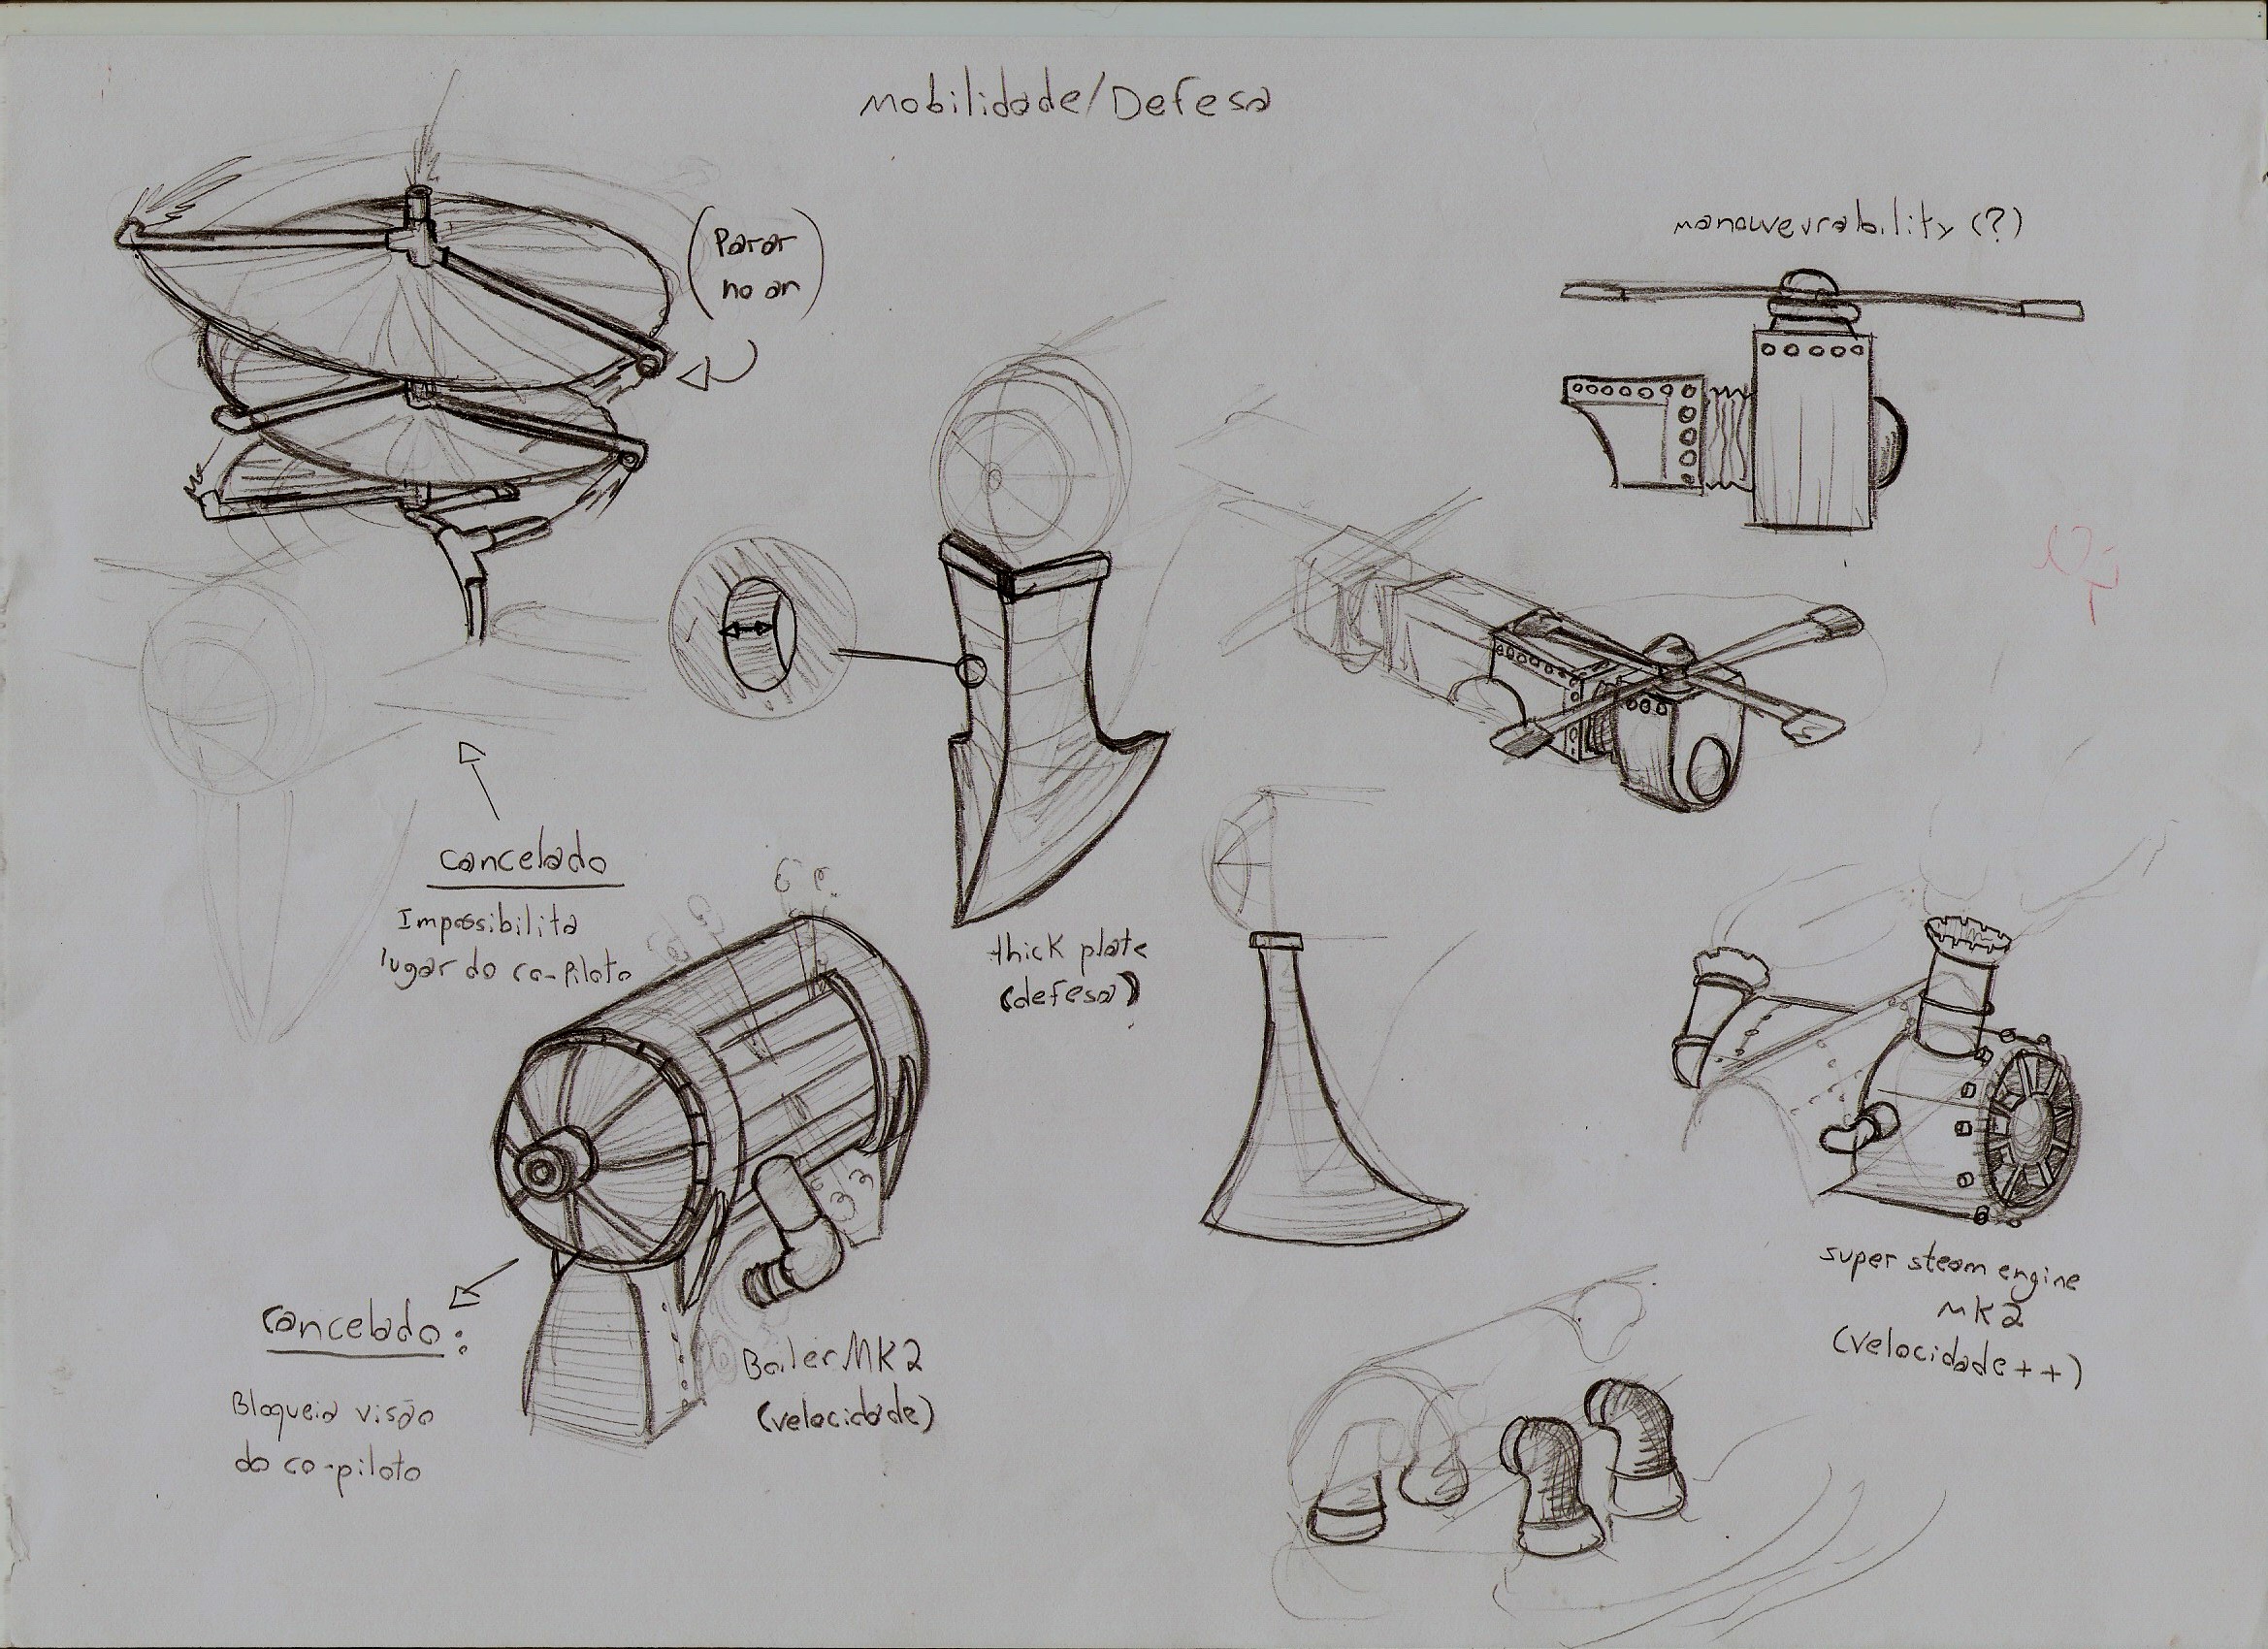 Mobilidade/Defesa
(Parar
no ar)
manouveurability (?)
cancelado
Impossibilita
lugar do co-piloto
thick plate
(defesa)
cancelado:
Bloqueia visão
do co-piloto
Boiler MK2
(velocidade)
super steam engine
MK2
(velocidade++)